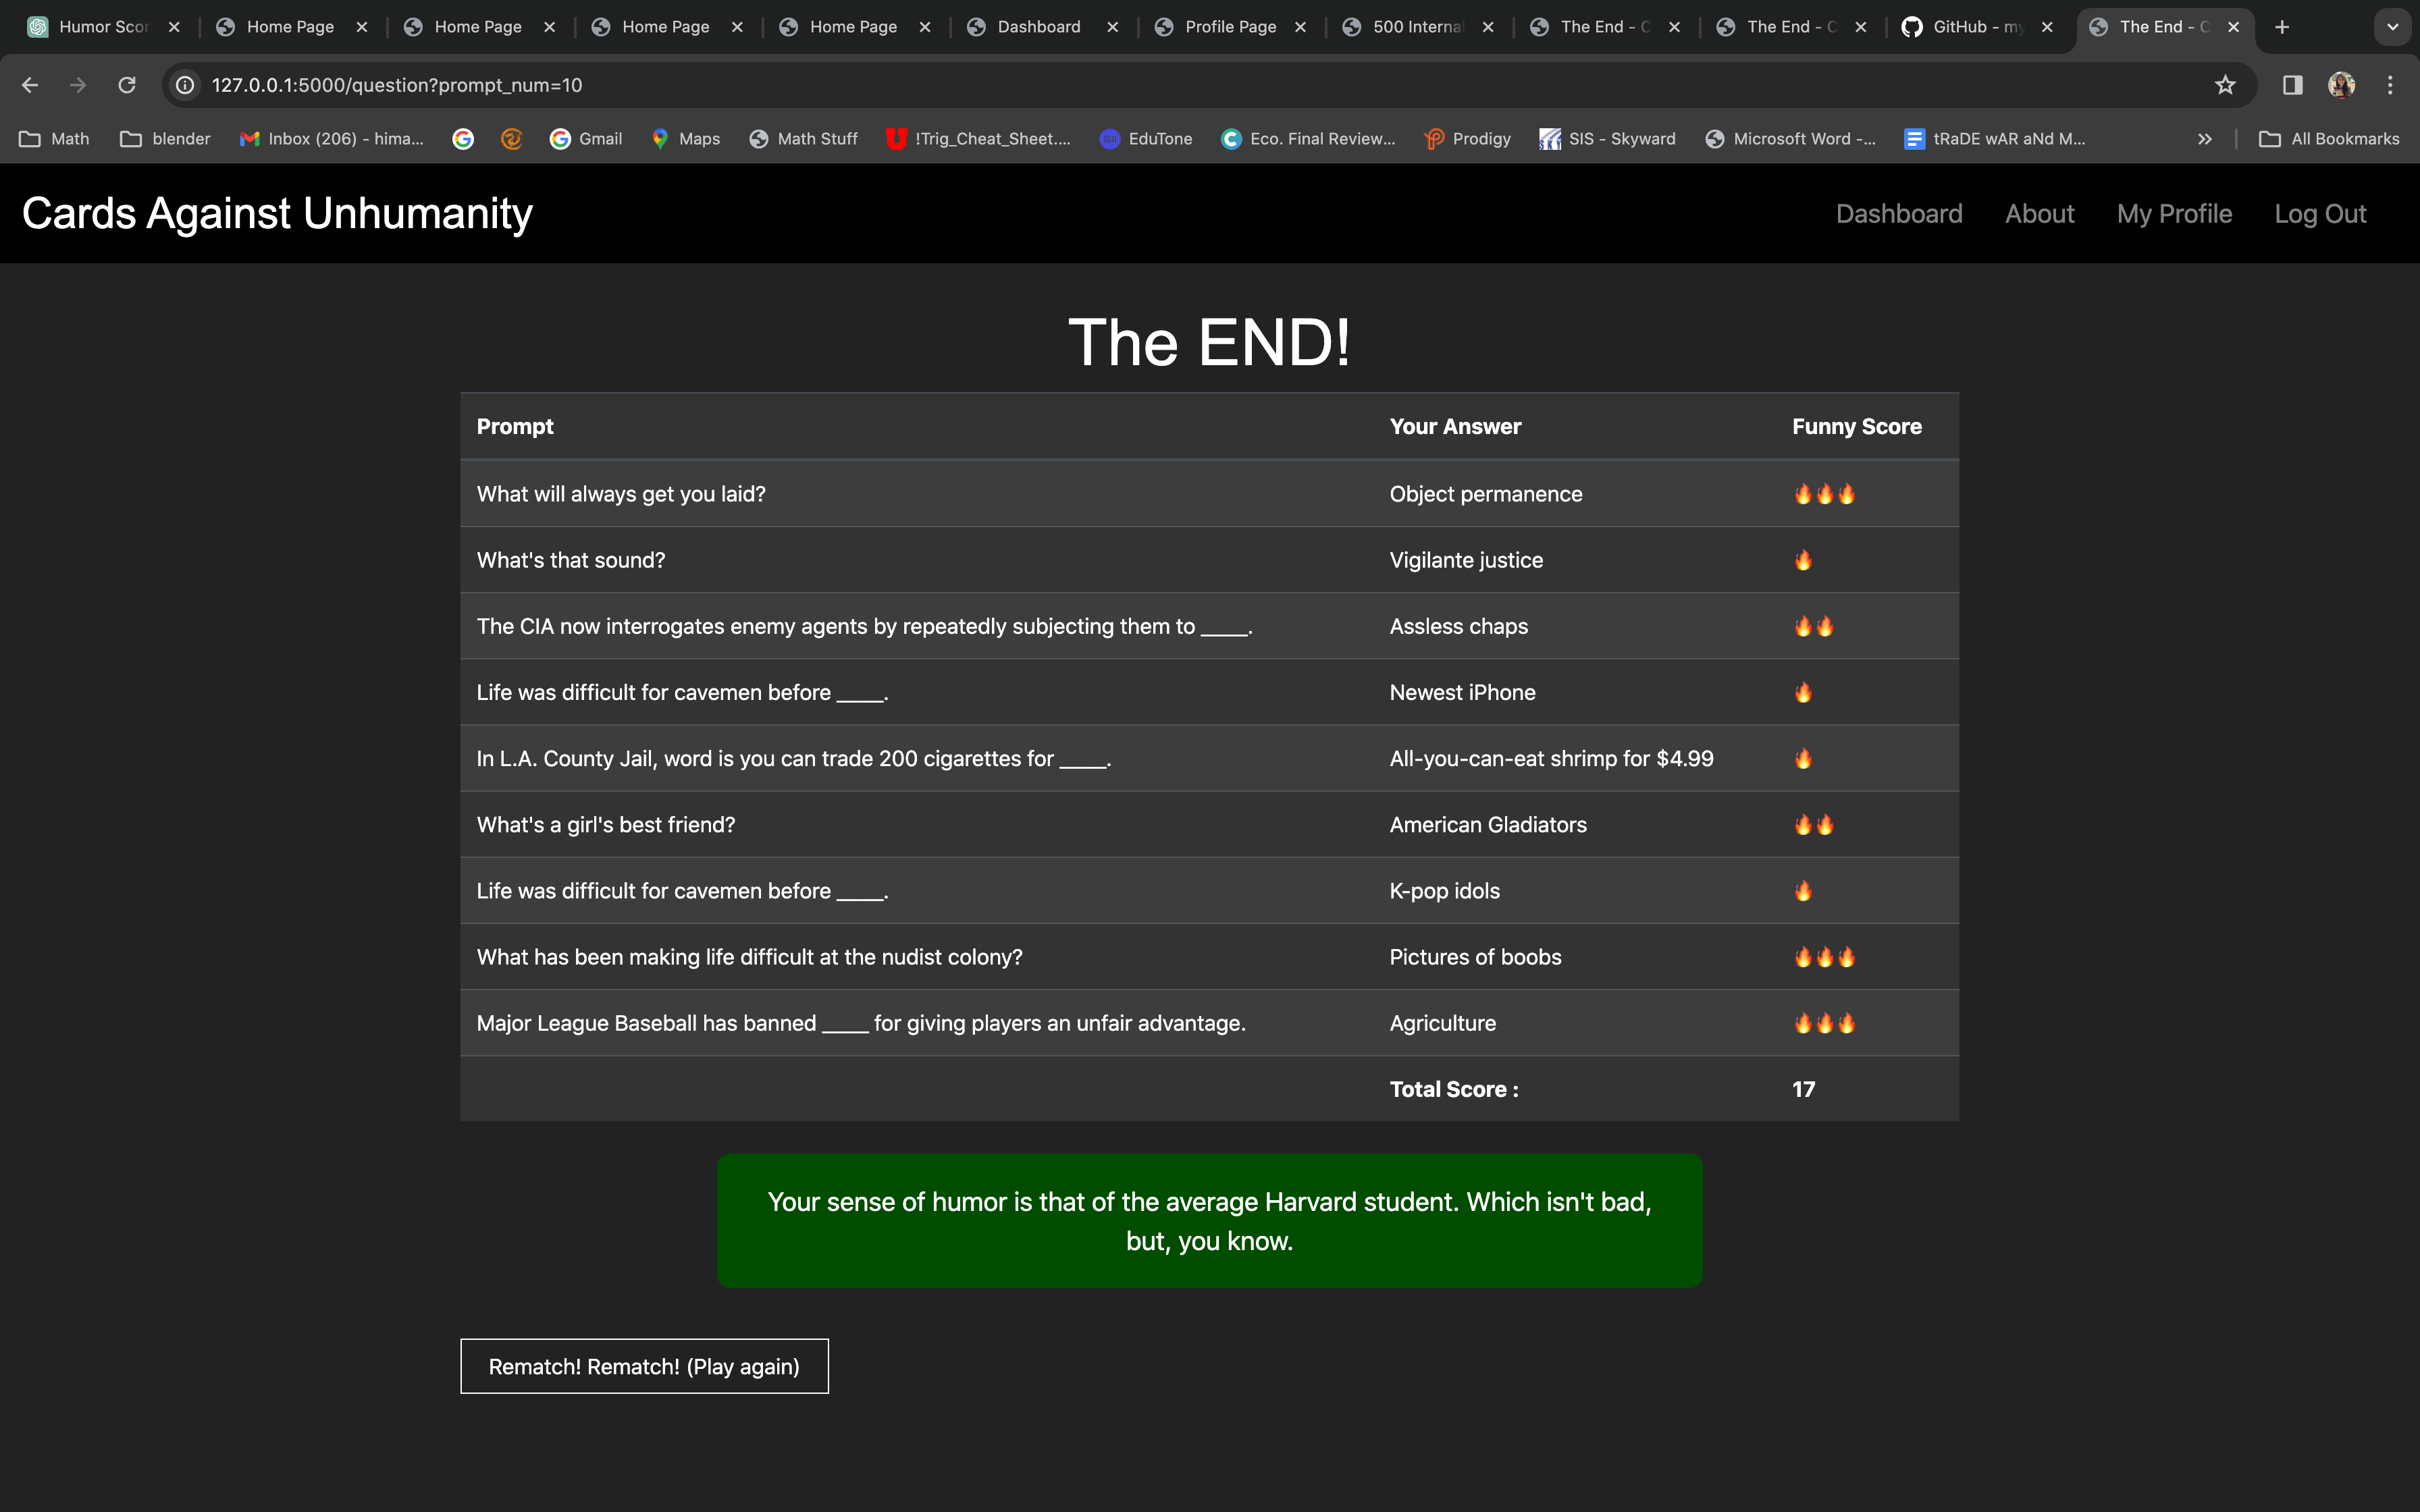 Humor Scor
Home Page
Home Page
Home Page
Home Page
Dashboard
Profile Page
500 Interna
The End - C
The End - C
GitHub - my
The End - C
127.0.0.1:5000/question?prompt_num=10
Math
blender
Inbox (206) - hima...
Gmail
Maps
Math Stuff
!Trig_Cheat_Sheet....
EduTone
Eco. Final Review...
Prodigy
SIS - Skyward
Microsoft Word -...
tRaDE wAR aNd M...
All Bookmarks
Cards Against Unhumanity
Dashboard
About
My Profile
Log Out
The END!
Prompt Your Answer Funny Score
What will always get you laid? Object permanence 🔥🔥🔥
What's that sound? Vigilante justice 🔥
The CIA now interrogates enemy agents by repeatedly subjecting them to _____. Assless chaps 🔥🔥
Life was difficult for cavemen before _____. Newest iPhone 🔥
In L.A. County Jail, word is you can trade 200 cigarettes for _____. All-you-can-eat shrimp for $4.99 🔥
What's a girl's best friend? American Gladiators 🔥🔥
Life was difficult for cavemen before _____. K-pop idols 🔥
What has been making life difficult at the nudist colony? Pictures of boobs 🔥🔥🔥
Major League Baseball has banned _____ for giving players an unfair advantage. Agriculture 🔥🔥🔥
Total Score : 17
Your sense of humor is that of the average Harvard student. Which isn't bad,
but, you know.
Rematch! Rematch! (Play again)